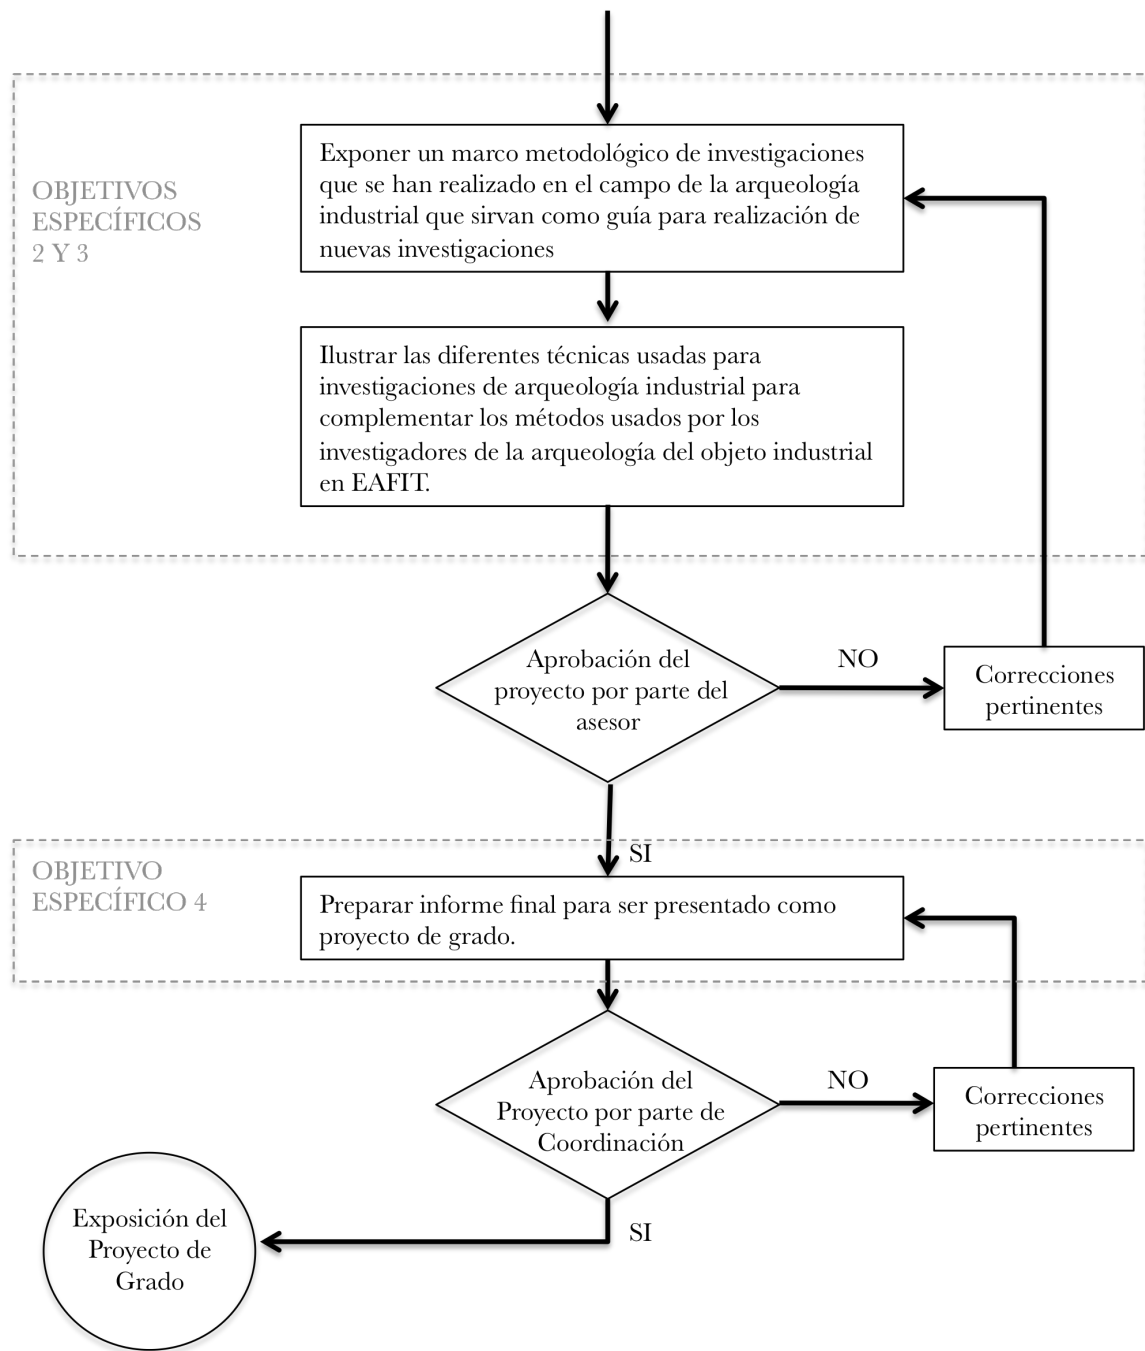 OBJETIVOS
ESPECÍFICOS
2 Y 3
Exponer un marco metodológico de investigaciones
que se han realizado en el campo de la arqueología
industrial que sirvan como guía para realización de
nuevas investigaciones
Ilustrar las diferentes técnicas usadas para
investigaciones de arqueología industrial para
complementar los métodos usados por los
investigadores de la arqueología del objeto industrial
en EAFIT.
Aprobación del
proyecto por parte del
asesor
NO
Correcciones
pertinentes
SI
OBJETIVO
ESPECÍFICO 4
Preparar informe final para ser presentado como
proyecto de grado.
Aprobación del
Proyecto por parte de
Coordinación
NO
Correcciones
pertinentes
SI
Exposición del
Proyecto de
Grado